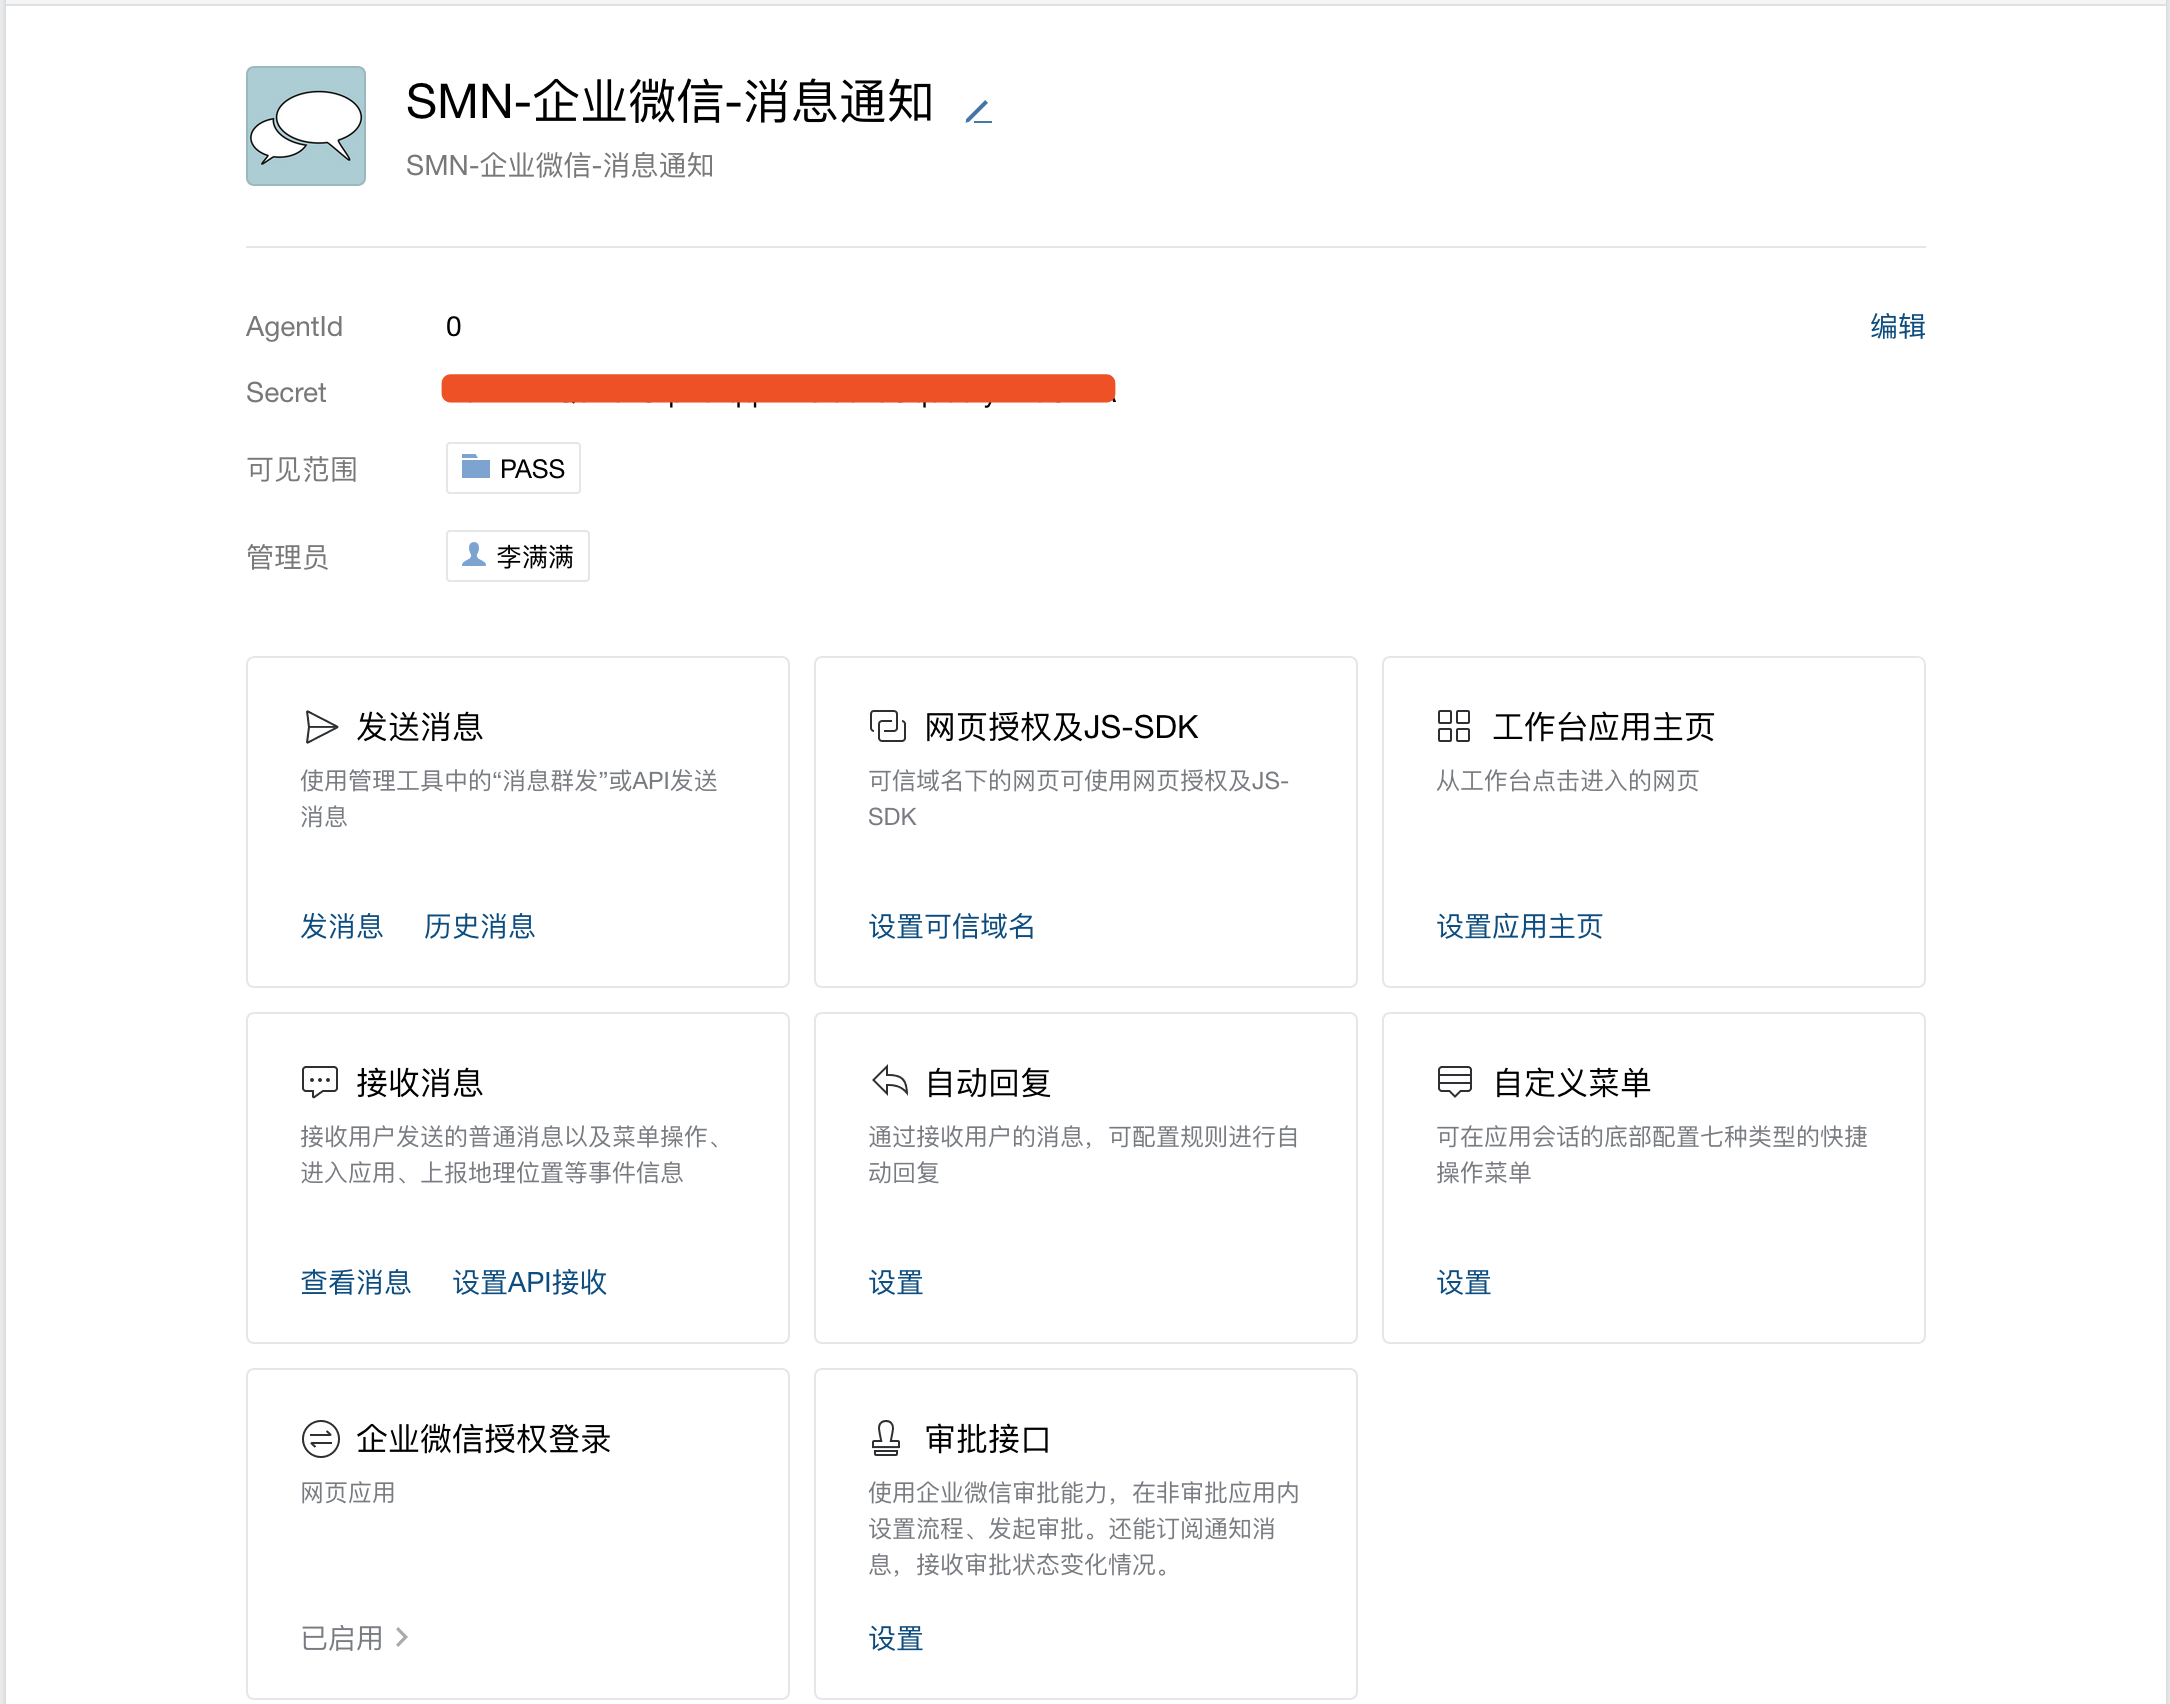 SMN-企业微信-消息通知
SMN-企业微信-消息通知
AgentId 0 编辑
Secret
可见范围 PASS
管理员 李满满
发送消息
使用管理工具中的“消息群发”或API发送
消息
发消息 历史消息
网页授权及JS-SDK
可信域名下的网页可使用网页授权及JS-
SDK
设置可信域名
工作台应用主页
从工作台点击进入的网页
设置应用主页
接收消息
接收用户发送的普通消息以及菜单操作、
进入应用、上报地理位置等事件信息
查看消息 设置API接收
自动回复
通过接收用户的消息，可配置规则进行自
动回复
设置
自定义菜单
可在应用会话的底部配置七种类型的快捷
操作菜单
设置
企业微信授权登录
网页应用
已启用
审批接口
使用企业微信审批能力，在非审批应用内
设置流程、发起审批。还能订阅通知消
息，接收审批状态变化情况。
设置